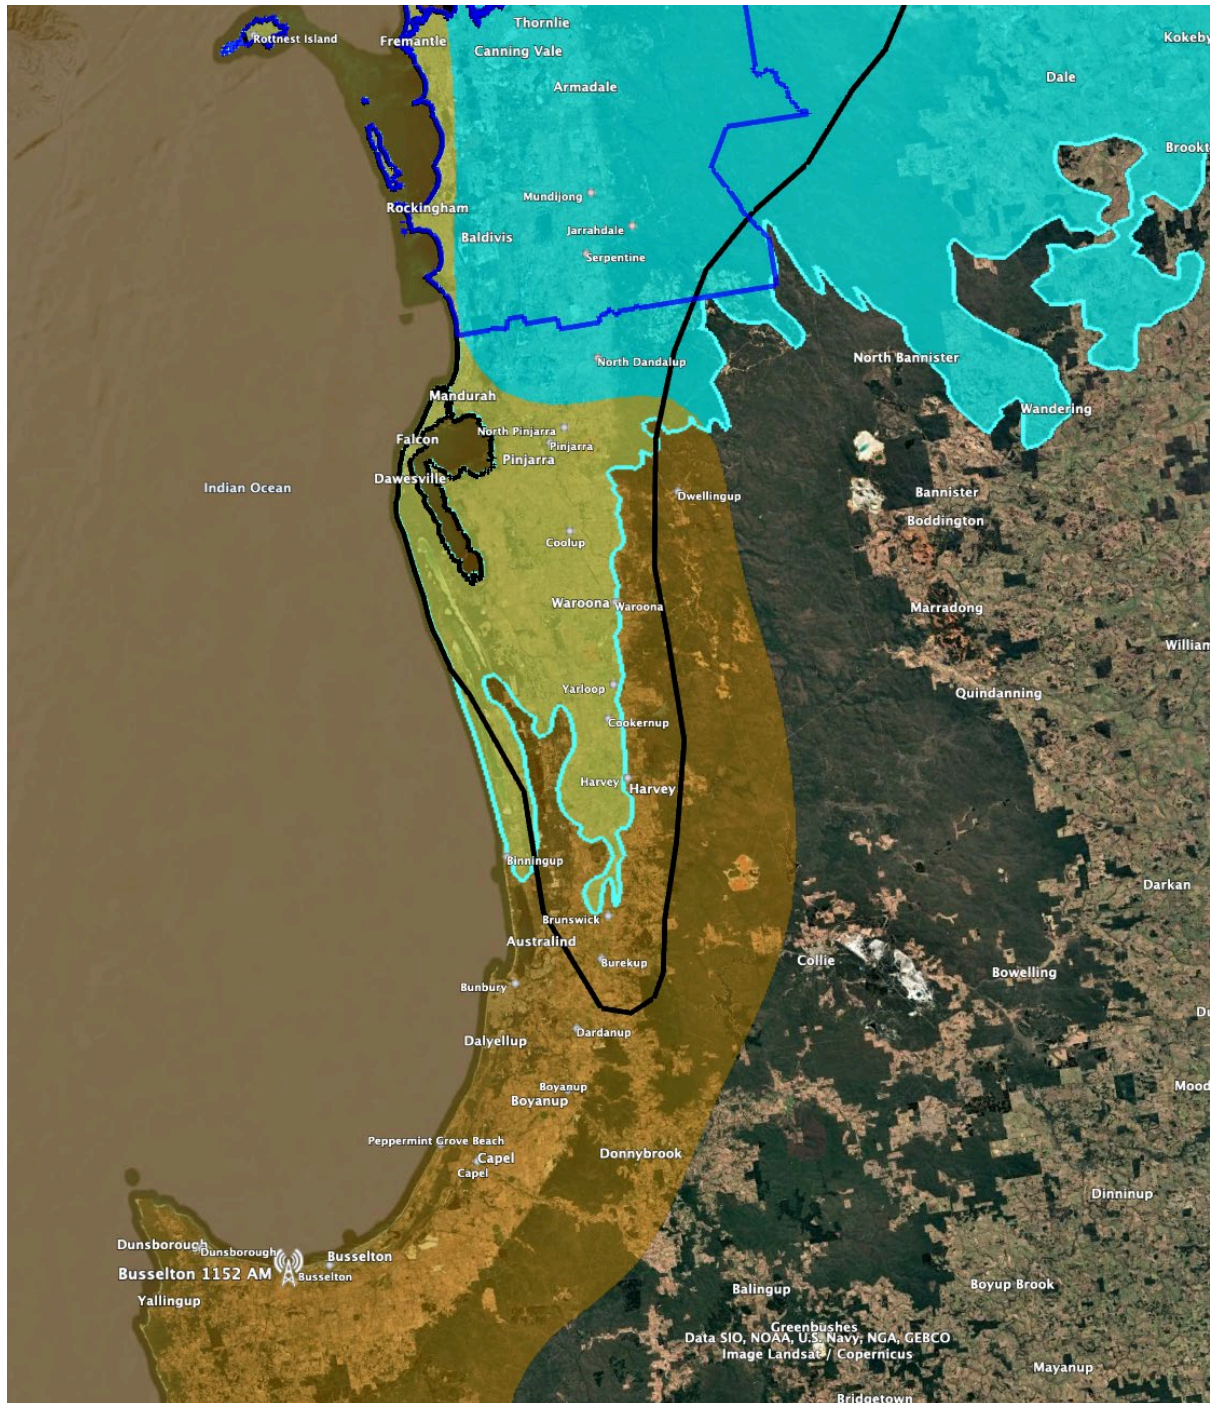 Thornlie
Rottnest Island
Fremantle
Kokeby
Canning Vale
Dale
Armadale
Brookt
Mundijong
Rockingham
Jarrahdale
Baldivis
Serpentine
North Bannister
North Dandalup
Mandurah
Wandering
North Pinjarra
Falcon
Pinjarra
Pinjarra
Dawesville
Indian Ocean
Bannister
Dwellingup
Boddington
Coolup
Waroona
Waroona
Marradong
William
Yarloop
Quindanning
Cookernup
Harvey
Harvey
Binningup
Darkan
Brunswick
Australind
Collie
Burekup
Bowelling
Bunbury
Du
Dardanup
Dalyellup
Boyanup
Mood
Boyanup
Peppermint Grove Beach
Donnybrook
Capel
Capel
Dinninup
Dunsborough
Dunsborough
Busselton
Busselton 1152 AM
Busselton
Boyup Brook
Balingup
Yallingup
Greenbushes
Data SIO, NOAA, U.S. Navy, NGA, GEBCO
Image Landsat / Copernicus
Mayanup
Bridgetown